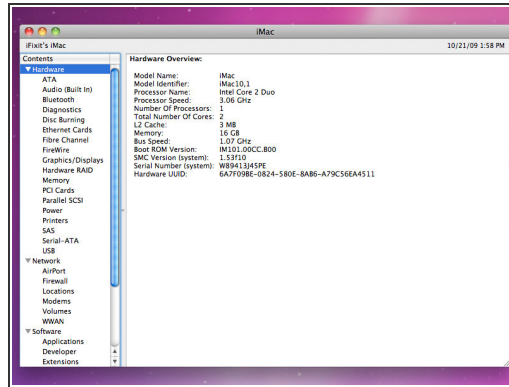 iMac
iFixit's iMac 10/21/09 1:58 PM
Contents
Hardware
ATA
Audio (Built In)
Bluetooth
Diagnostics
Disc Burning
Ethernet Cards
Fibre Channel
FireWire
Graphics/Displays
Hardware RAID
Memory
PCI Cards
Parallel SCSI
Power
Printers
SAS
Serial-ATA
USB
Network
AirPort
Firewall
Locations
Modems
Volumes
WWAN
Software
Applications
Developer
Extensions
Hardware Overview:
Model Name: iMac
Model Identifier: iMac10,1
Processor Name: Intel Core 2 Duo
Processor Speed: 3.06 GHz
Number Of Processors: 1
Total Number Of Cores: 2
L2 Cache: 3 MB
Memory: 16 GB
Bus Speed: 1.07 GHz
Boot ROM Version: IM101.00CC.B00
SMC Version (system): 1.53f10
Serial Number (system): W89413J45PE
Hardware UUID: 6A7F09BE-0824-580E-8AB6-A79C56EA4511